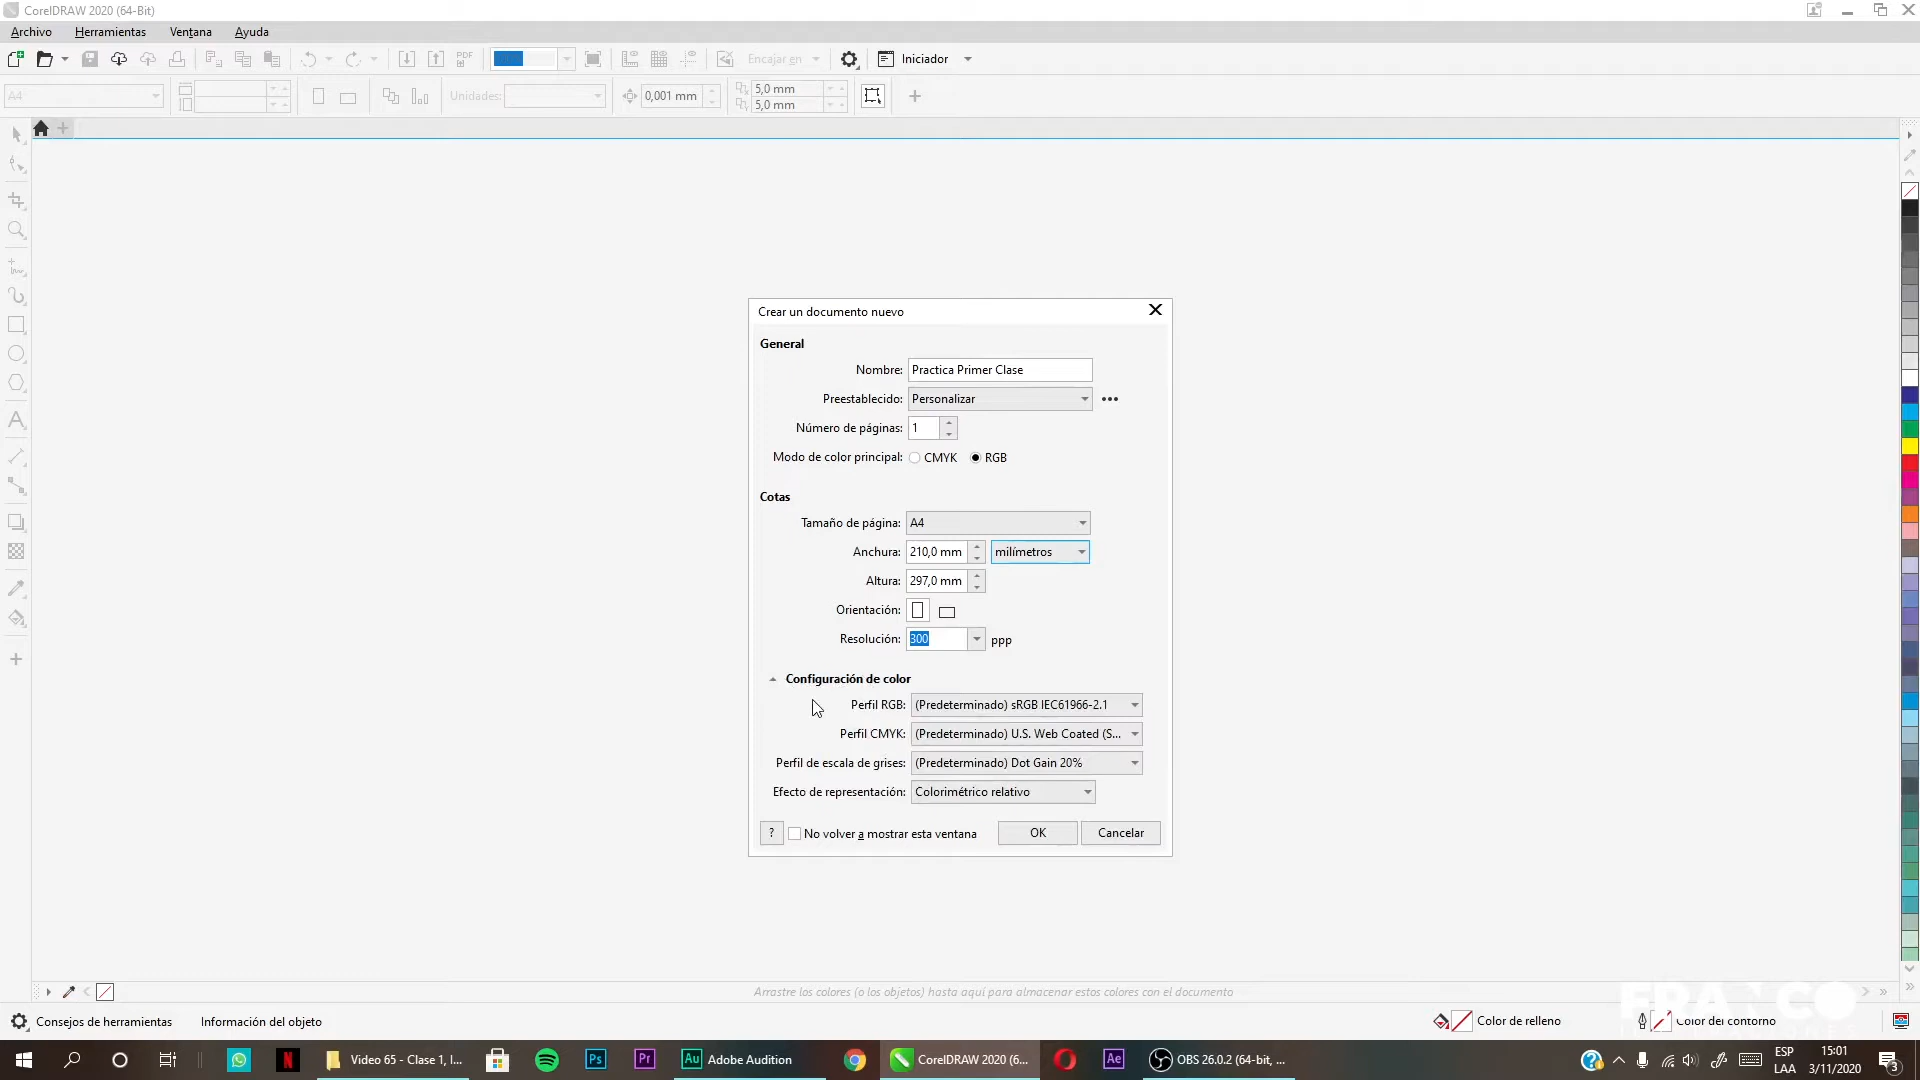 CorelDRAW 2020 (64-Bit)
Archivo Herramientas Ventana Ayuda
PDF Encajar en Iniciador
A4 Unidades: 0,001 mm 5,0 mm
5,0 mm
Crear un documento nuevo
General
Nombre: Practica Primer Clase
Preestablecido: Personalizar
Número de páginas: 1
Modo de color principal: CMYK RGB
Cotas
Tamaño de página: A4
Anchura: 210,0 mm milímetros
Altura: 297,0 mm
Orientación:
Resolución: 300 ppp
Configuración de color
Perfil RGB: (Predeterminado) sRGB IEC61966-2.1
Perfil CMYK: (Predeterminado) U.S. Web Coated (S...
Perfil de escala de grises: (Predeterminado) Dot Gain 20%
Efecto de representación: Colorimétrico relativo
? No volver a mostrar esta ventana OK Cancelar
Arrastre los colores (o los objetos) hasta aquí para almacenar estos colores con el documento
Consejos de herramientas Información del objeto Color de relleno Color del contorno
Video 65 - Clase 1, I... Ps Pr Au Adobe Audition CorelDRAW 2020 (6... Ae OBS 26.0.2 (64-bit, ... ESP 15:01
LAA 3/11/2020 3